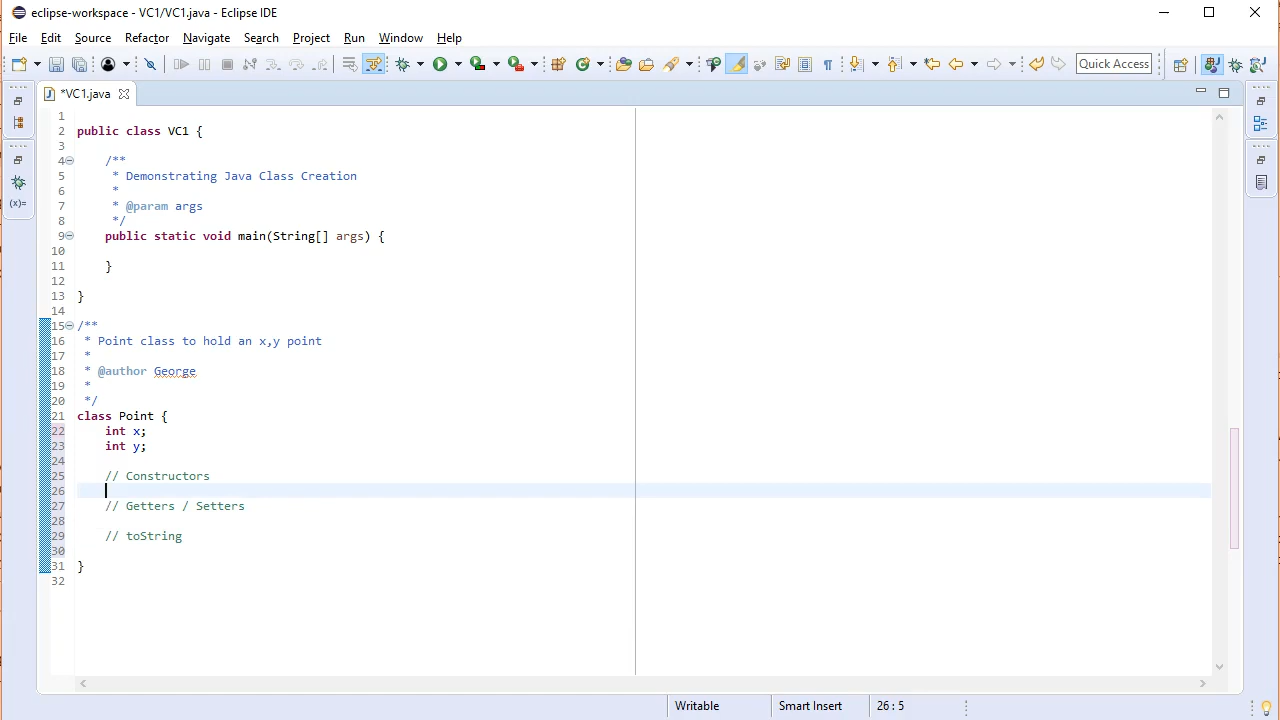 eclipse-workspace - VC1/VC1.java - Eclipse IDE
File Edit Source Refactor Navigate Search Project Run Window Help
Quick Access
*VC1.java
1
2 public class VC1 {
3
4 /**
5 * Demonstrating Java Class Creation
6 *
7 * @param args
8 */
9 public static void main(String[] args) {
10
11 }
12
13 }
14
15 /**
16 * Point class to hold an x,y point
17 *
18 * @author George
19 *
20 */
21 class Point {
22 int x;
23 int y;
24
25 // Constructors
26
27 // Getters / Setters
28
29 // toString
30
31 }
32
(x)=
Writable Smart Insert 26 : 5